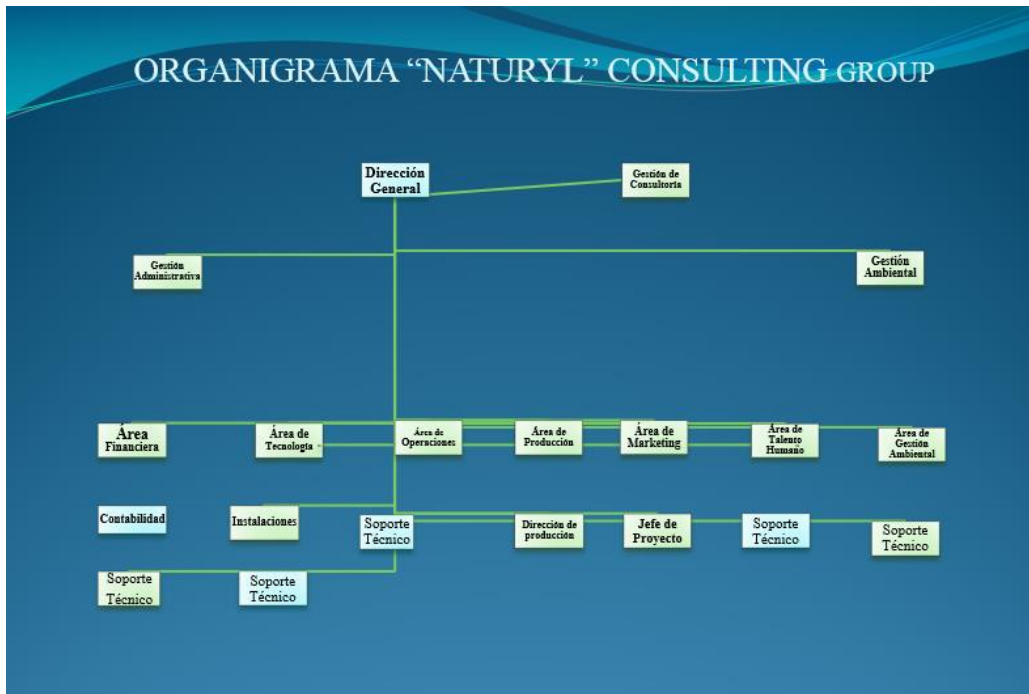 ORGANIGRAMA “NATURYL” CONSULTING GROUP
Dirección
General
Gestión de
Consultoría
Gestión
Administrativa
Gestión
Ambiental
Área
Financiera
Área de
Tecnología
Área de
Operaciones
Área de
Producción
Área de
Marketing
Área de
Talento
Humano
Área de
Gestión
Ambiental
Contabilidad
Instalaciones
Soporte
Técnico
Dirección de
producción
Jefe de
Proyecto
Soporte
Técnico
Soporte
Técnico
Soporte
Técnico
Soporte
Técnico